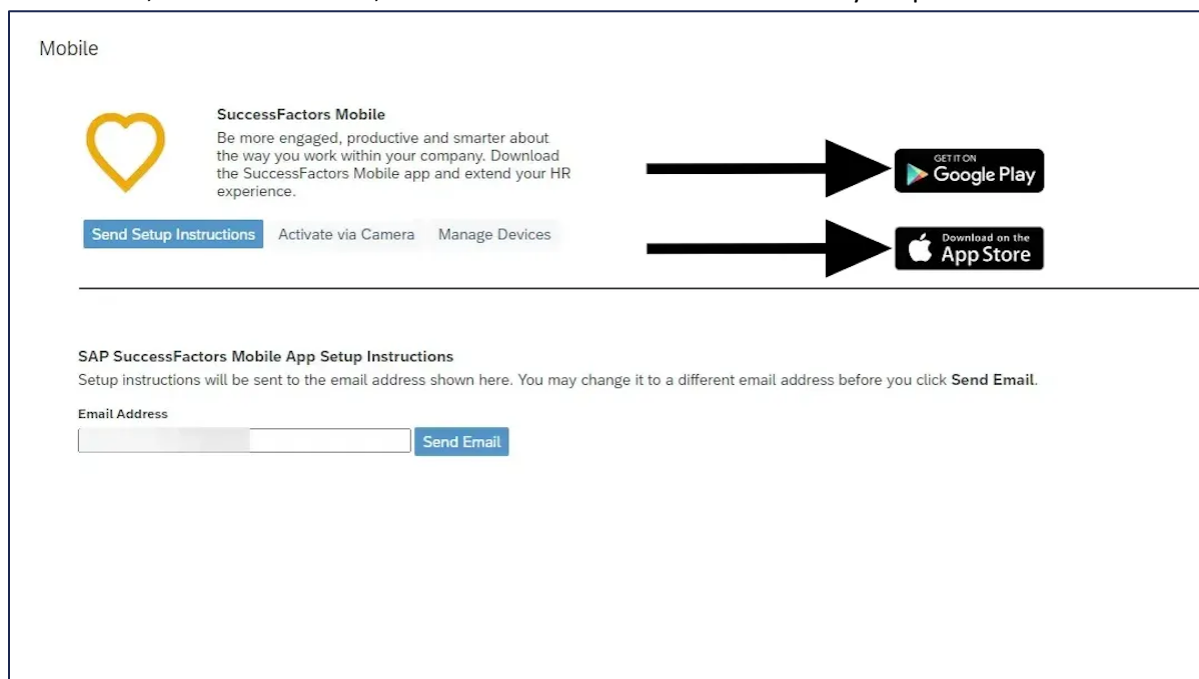 Mobile
SuccessFactors Mobile
Be more engaged, productive and smarter about
the way you work within your company. Download
the SuccessFactors Mobile app and extend your HR
experience.
Send Setup Instructions Activate via Camera Manage Devices
GET IT ON
Google Play
Download on the
App Store
SAP SuccessFactors Mobile App Setup Instructions
Setup instructions will be sent to the email address shown here. You may change it to a different email address before you click Send Email.
Email Address
Send Email